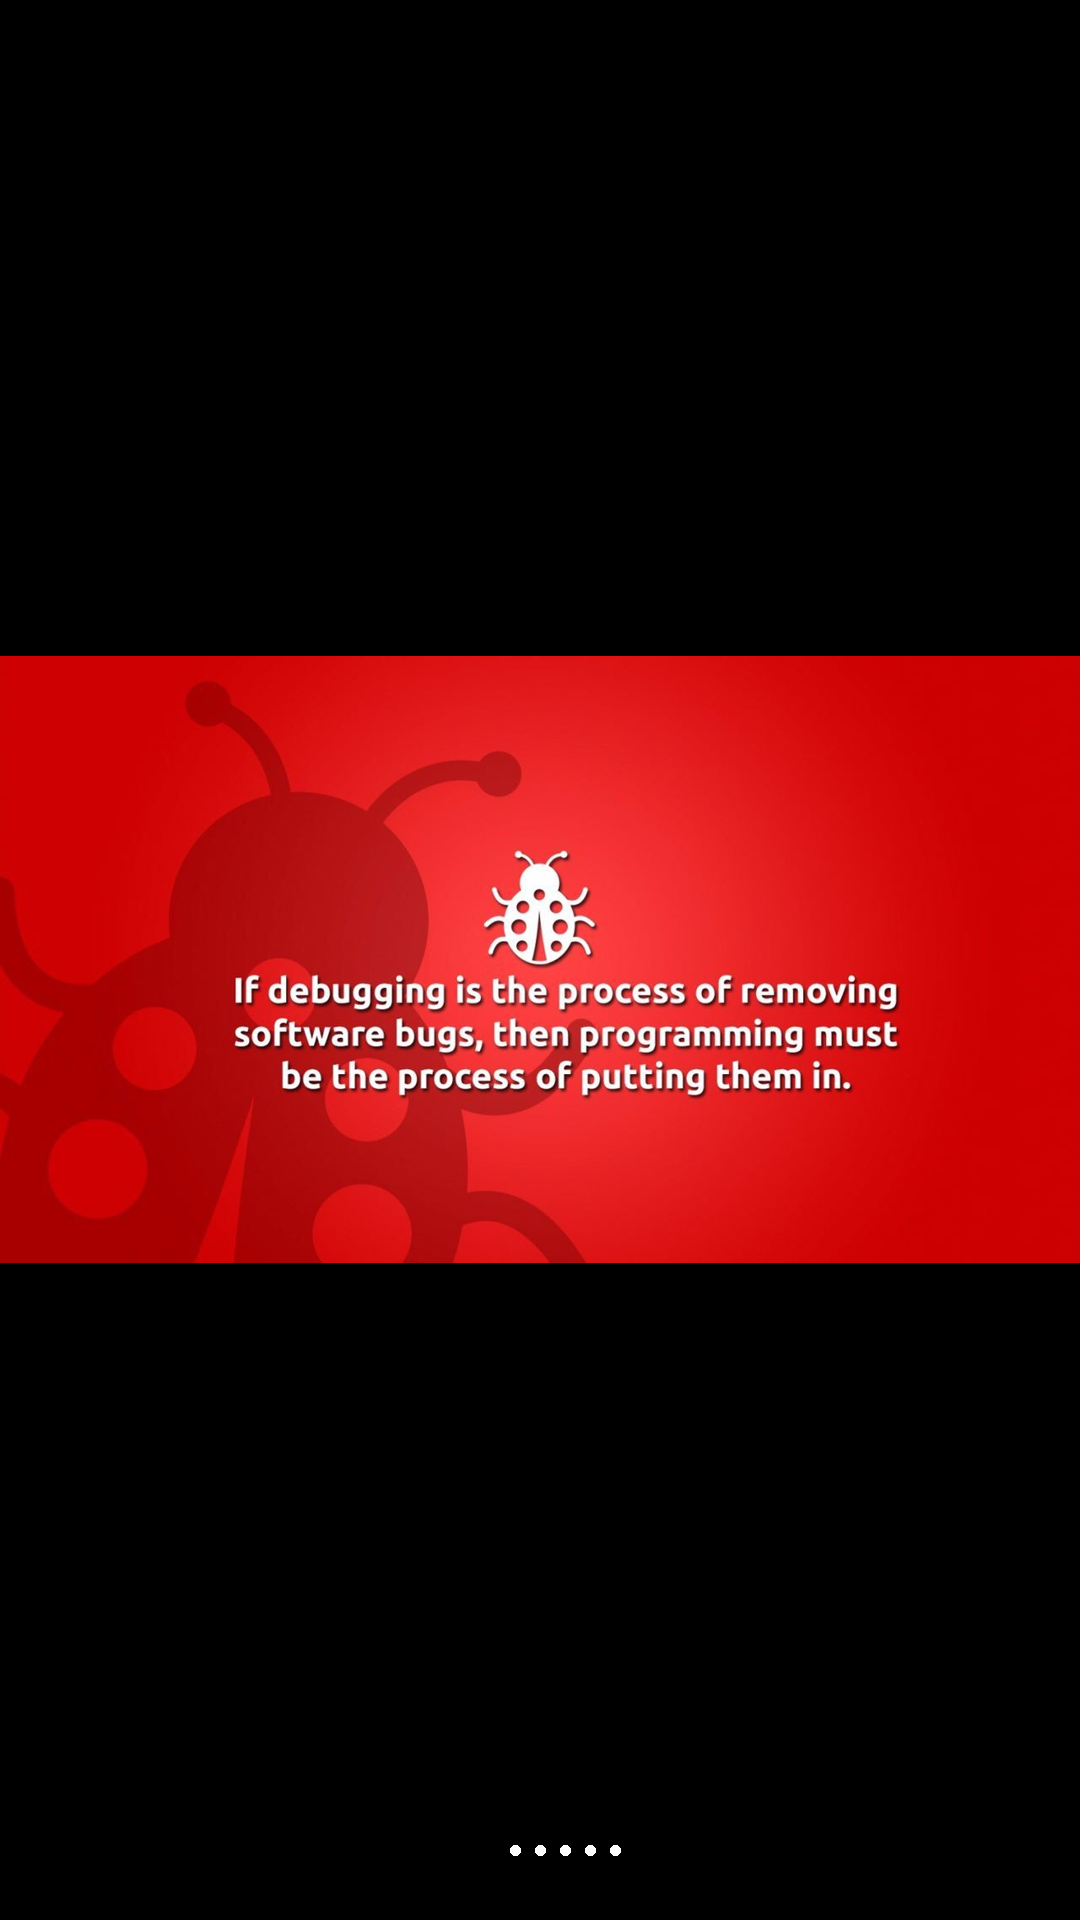 If debugging is the process of removing
software bugs, then programming must
be the process of putting them in.